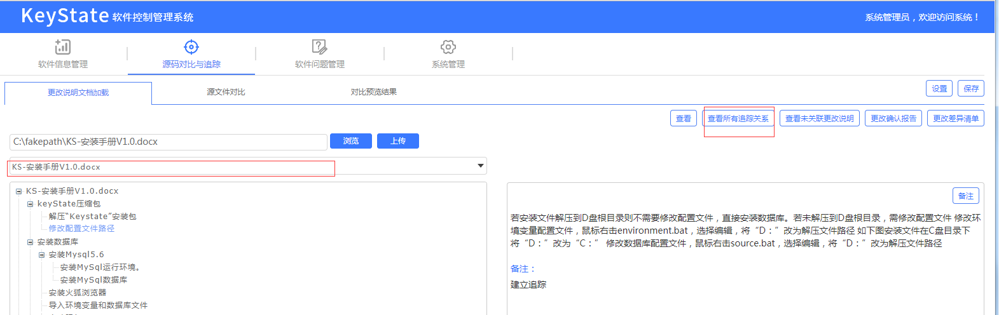 KeyState 软件控制管理系统
系统管理员，欢迎访问系统！
软件信息管理
源码对比与追踪
软件问题管理
系统管理
更改说明文档加载
源文件对比
对比预览结果
设置
保存
查看
查看所有追踪关系
查看未关联更改说明
更改确认报告
更改差异清单
C:\fakepath\KS-安装手册V1.0.docx
浏览
上传
KS-安装手册V1.0.docx
KS-安装手册V1.0.docx
keyState压缩包
解压“Keystate”安装包
修改配置文件路径
安装数据库
安装Mysql5.6
安装MySql运行环境。
安装MySql数据库
安装火狐浏览器
导入环境变量和数据库文件
备注
若安装文件解压到D盘根目录则不需要修改配置文件，直接安装数据库。若未解压到D盘根目录，需修改配置文件 修改环
境变量配置文件，鼠标右击environment.bat，选择编辑，将“D：”改为解压文件路径 如下图安装文件在C盘目录下
将“D：”改为“C：” 修改数据库配置文件，鼠标右击source.bat，选择编辑，将“D：”改为解压文件路径
备注：
建立追踪